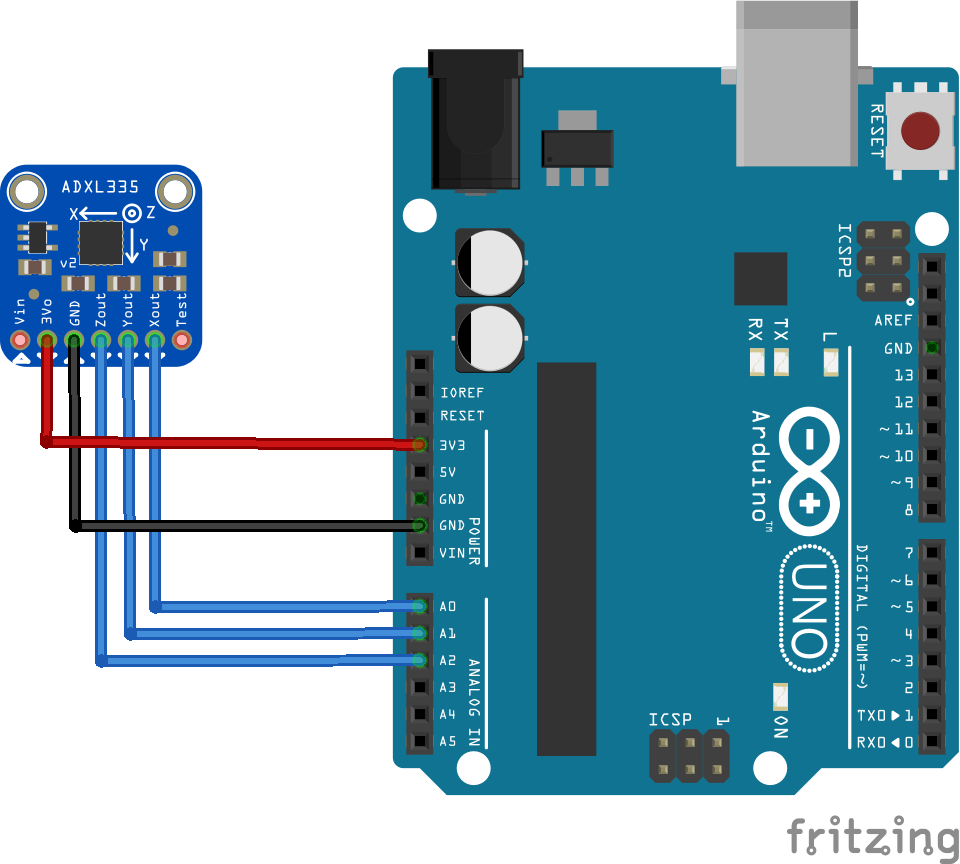 ADXL335
X
Z
Y
v2
Vin
3Vo
GND
Zout
Yout
Xout
Test
RESET
ICSP2
AREF
GND
13
12
~11
~10
~9
8
7
~6
~5
4
~3
2
TX0▶1
RX0◀0
DIGITAL (PWM=~)
RX
TX
L
Arduino™
UNO
ON
ICSP
1
IOREF
RESET
3V3
5V
GND
GND
VIN
POWER
A0
A1
A2
A3
A4
A5
ANALOG IN
fritzing